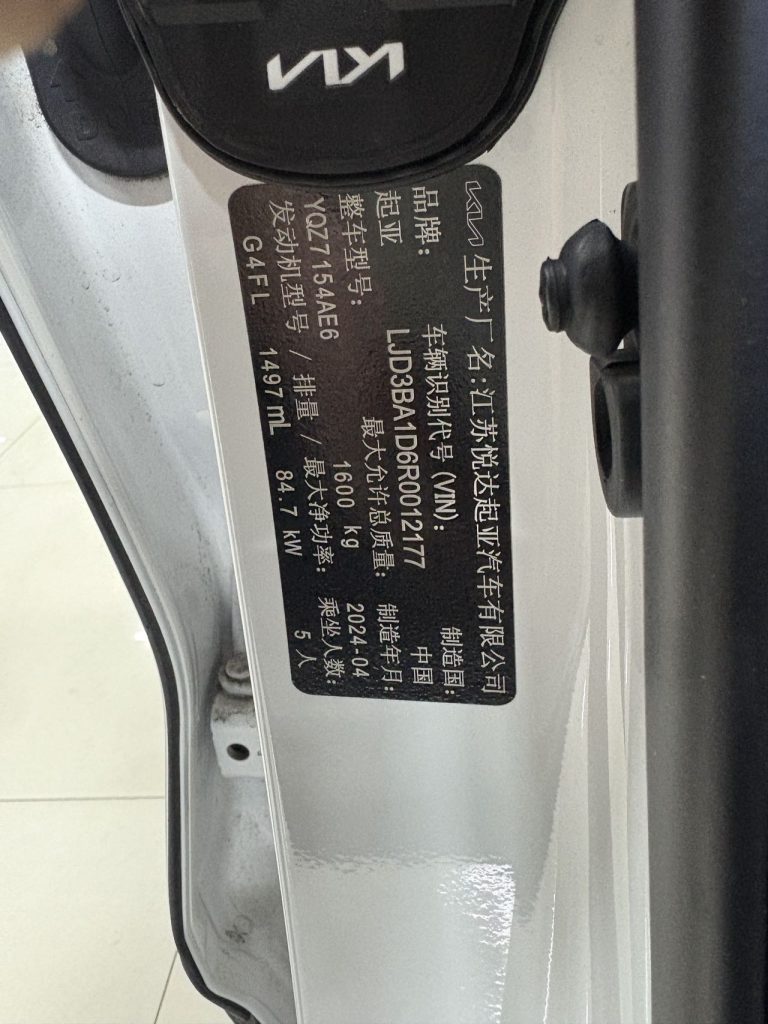 KIA
KIA 生产厂名:江苏悦达起亚汽车有限公司
品牌: 车辆识别代号(VIN): 制造国:
起亚 LJD3BA1D6R0012177 中国
整车型号: 最大允许总质量: 制造年月:
YQZ7154AE6 1600 kg 2024-04
发动机型号 / 排量 / 最大净功率: 乘坐人数:
G4FL 1497mL 84.7 kW 5人